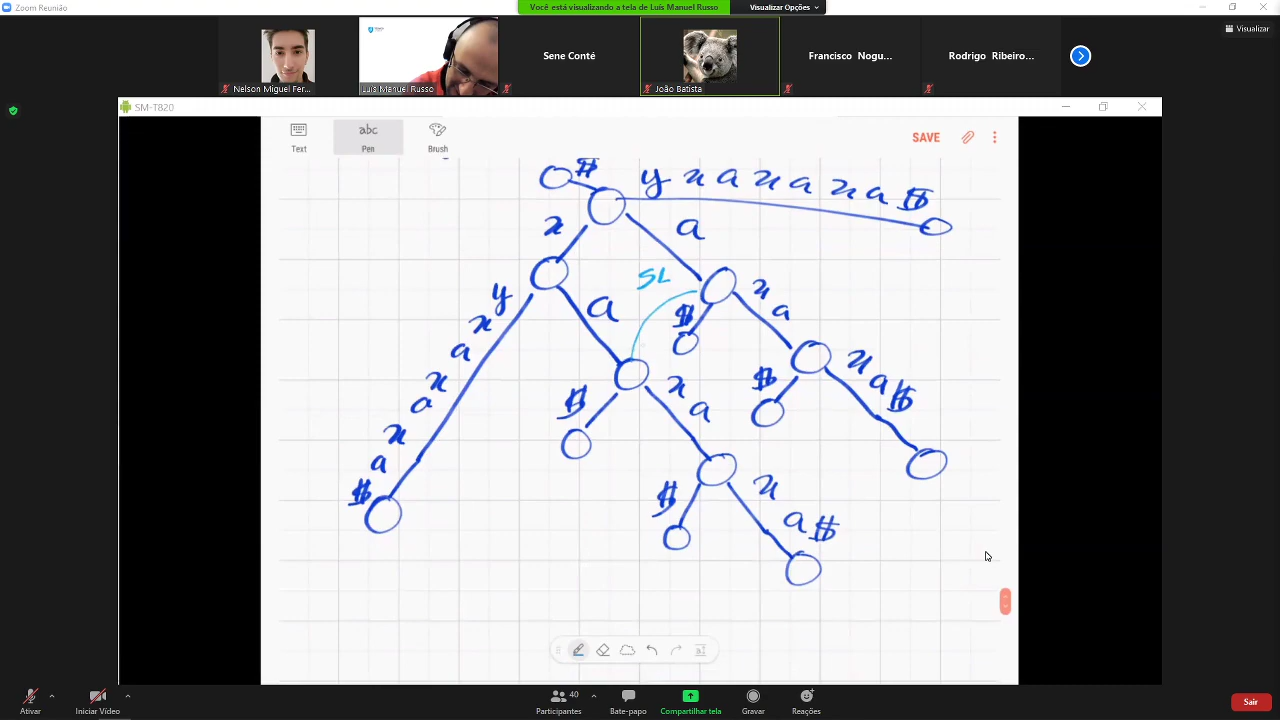 Zoom Reunião
Você está visualizando a tela de Luís Manuel Russo
Visualizar Opções
Visualizar
Nelson Miguel Fer...
Luís Manuel Russo
Sene Conté
João Batista
Francisco Nogu...
Rodrigo Ribeiro...
SM-T820
Text
abc
Pen
Brush
SAVE
$
y x a x a x a $
x
a
SL
y x a x a x a $
a
$
x a
$
x a
$
x a $
$
x a $
Ativar
Iniciar Vídeo
Participantes
40
Bate-papo
Compartilhar tela
Gravar
Reações
Sair